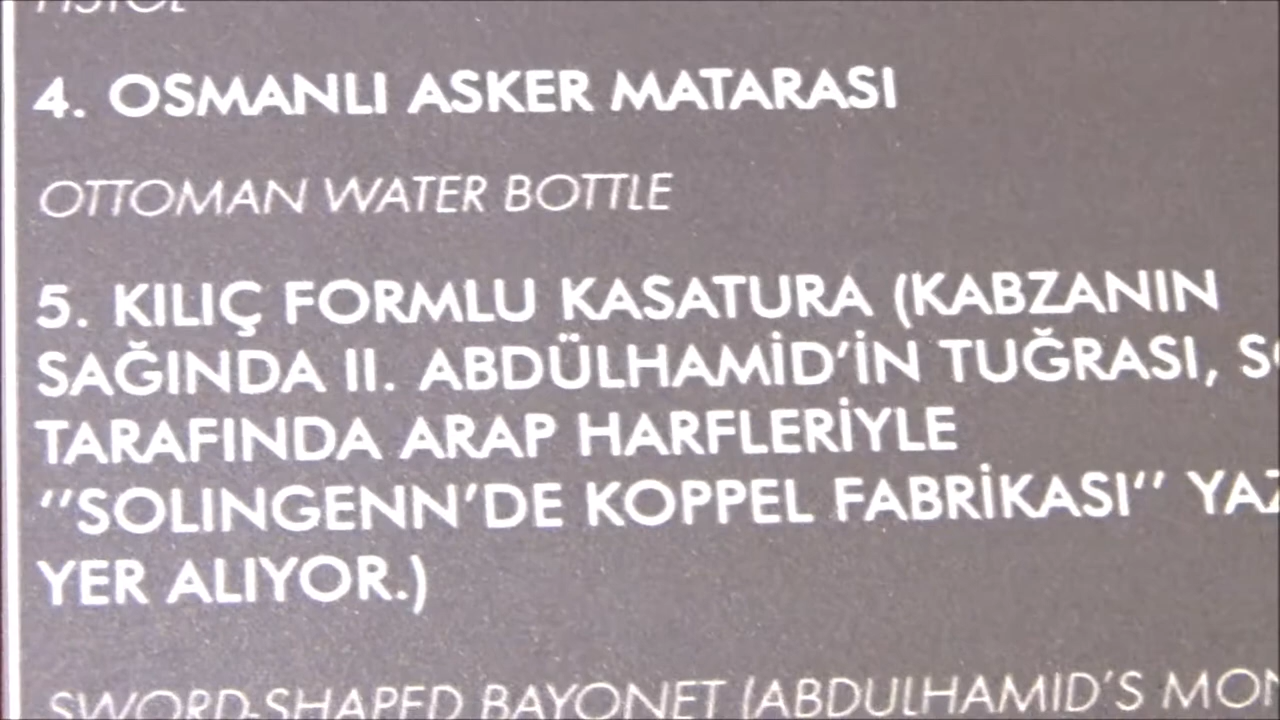 PISTOL
4. OSMANLI ASKER MATARASI
OTTOMAN WATER BOTTLE
5. KILIÇ FORMLU KASATURA (KABZANIN
SAĞINDA II. ABDÜLHAMİD'İN TUĞRASI,
TARAFINDA ARAP HARFLERİYLE
''SOLINGENN'DE KOPPEL FABRİKASI''
YER ALIYOR.)
SWORD-SHAPED BAYONET (ABDULHAMID'S